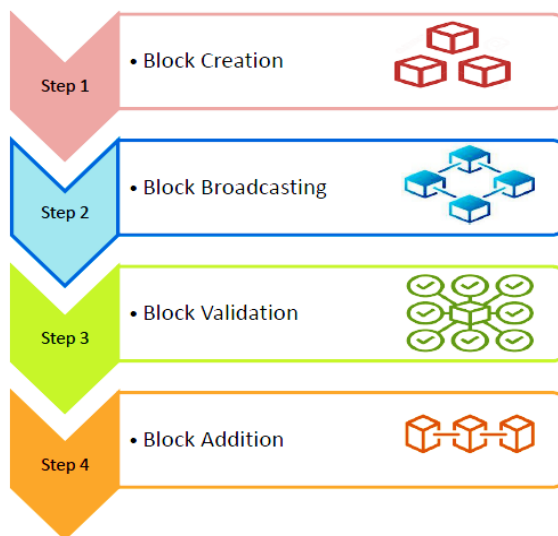 Step 1
• Block Creation
Step 2
• Block Broadcasting
Step 3
• Block Validation
Step 4
• Block Addition